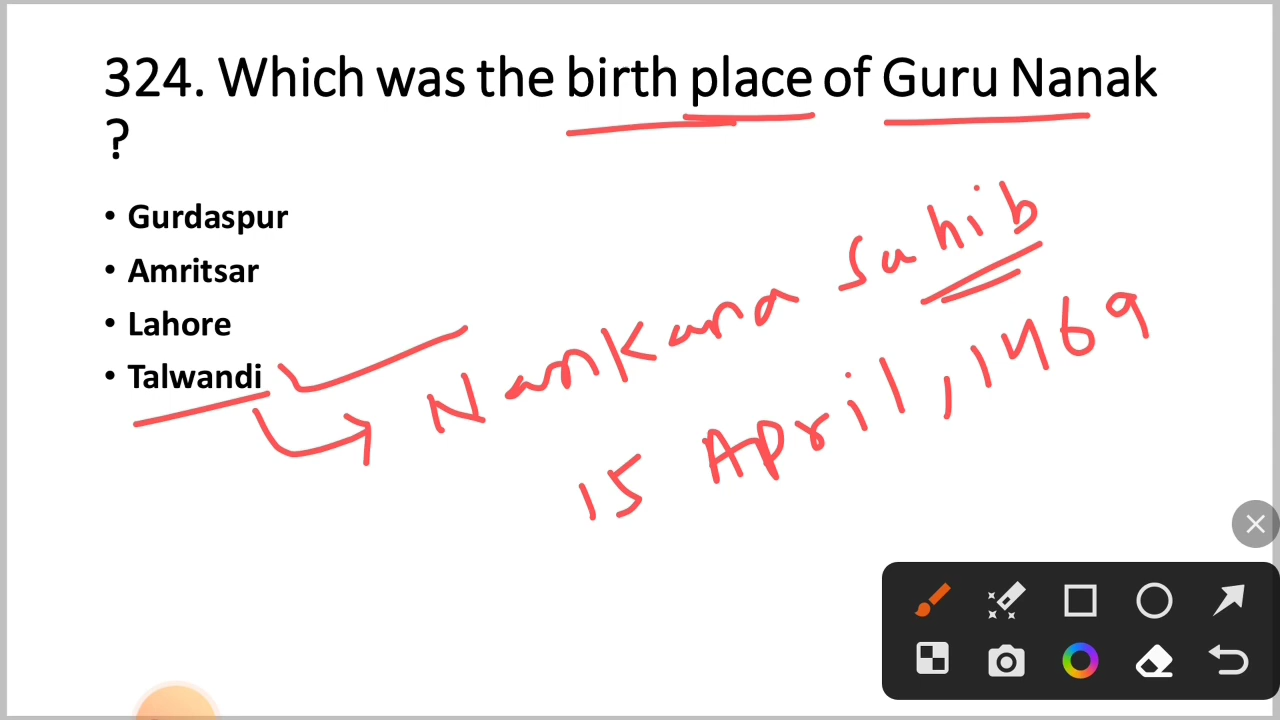 324. Which was the birth place of Guru Nanak
?
• Gurdaspur
• Amritsar
• Lahore
• Talwandi
Nankana Sahib
15 April, 1469